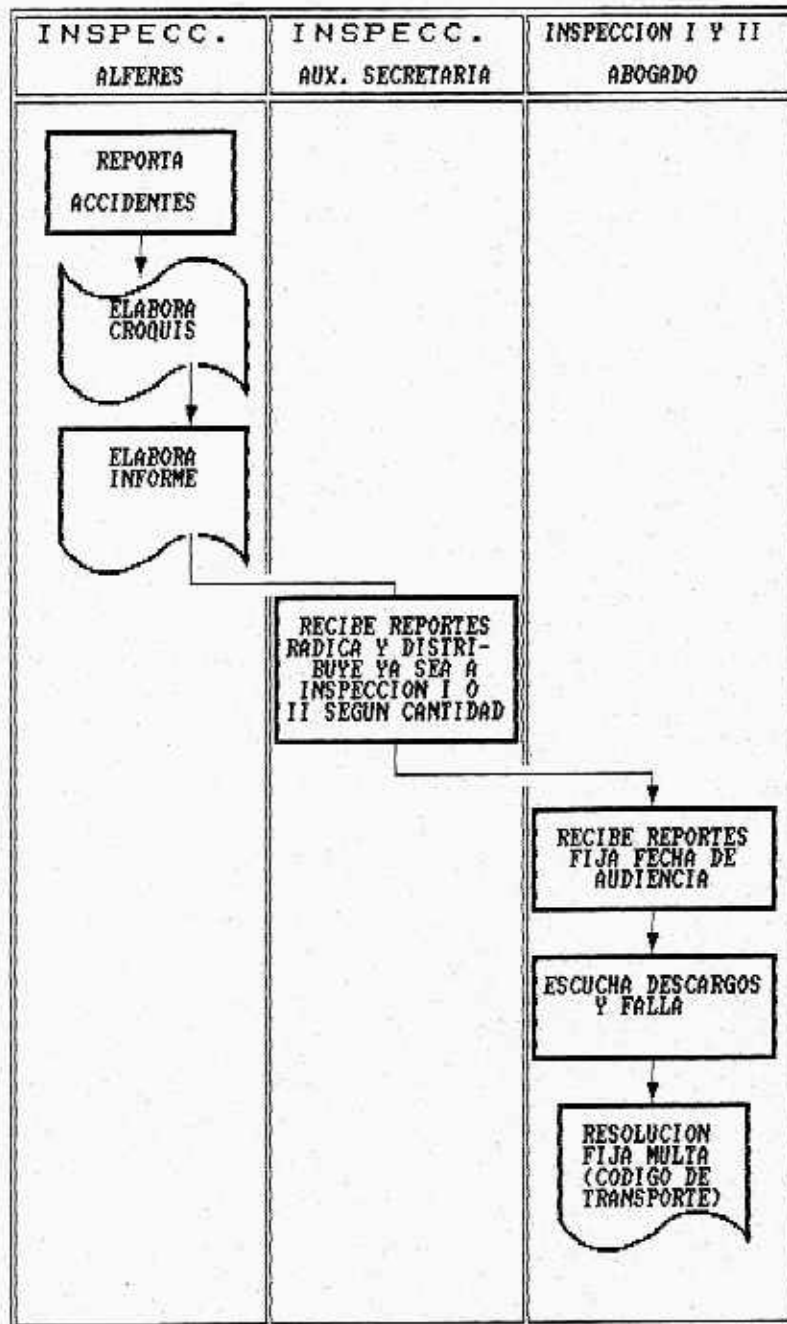 INSPECC.
ALFERES
INSPECC.
AUX. SECRETARIA
INSPECCION I Y II
ABOGADO
REPORTA
ACCIDENTES
ELABORA
CROQUIS
ELABORA
INFORME
RECIBE REPORTES
RADICA Y DISTRI-
BUYE YA SEA A
INSPECCION I O
II SEGUN CANTIDAD
RECIBE REPORTES
FIJA FECHA DE
AUDIENCIA
ESCUCHA DESCARGOS
Y FALLA
RESOLUCION
FIJA MULTA
(CODIGO DE
TRANSPORTE)